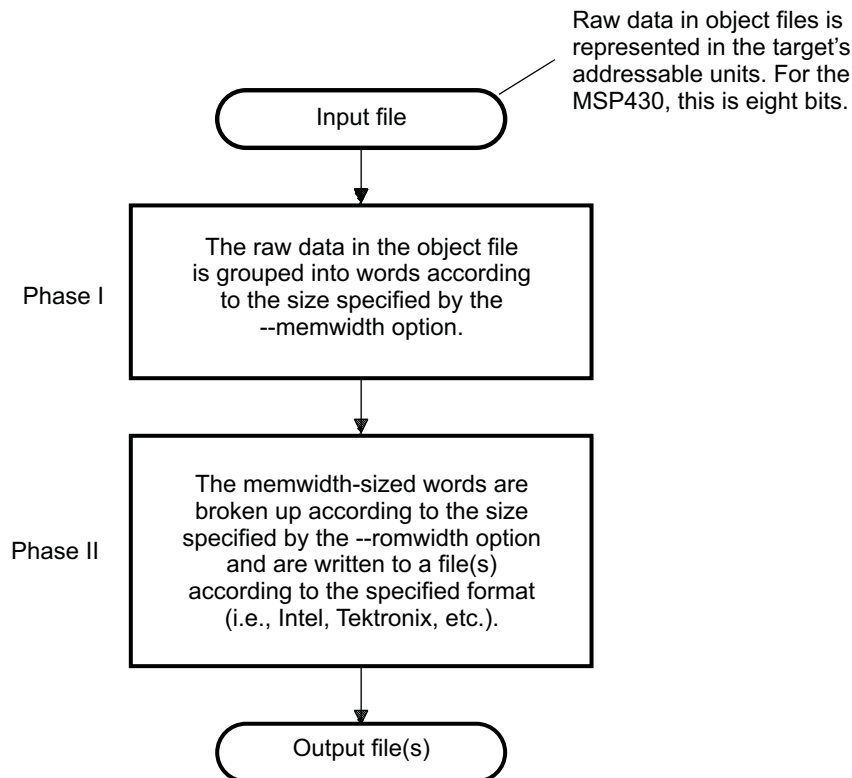 Raw data in object files is
represented in the target's
addressable units. For the
MSP430, this is eight bits.
Input file
Phase I
The raw data in the object file
is grouped into words according
to the size specified by the
--memwidth option.
Phase II
The memwidth-sized words are
broken up according to the size
specified by the --romwidth option
and are written to a file(s)
according to the specified format
(i.e., Intel, Tektronix, etc.).
Output file(s)